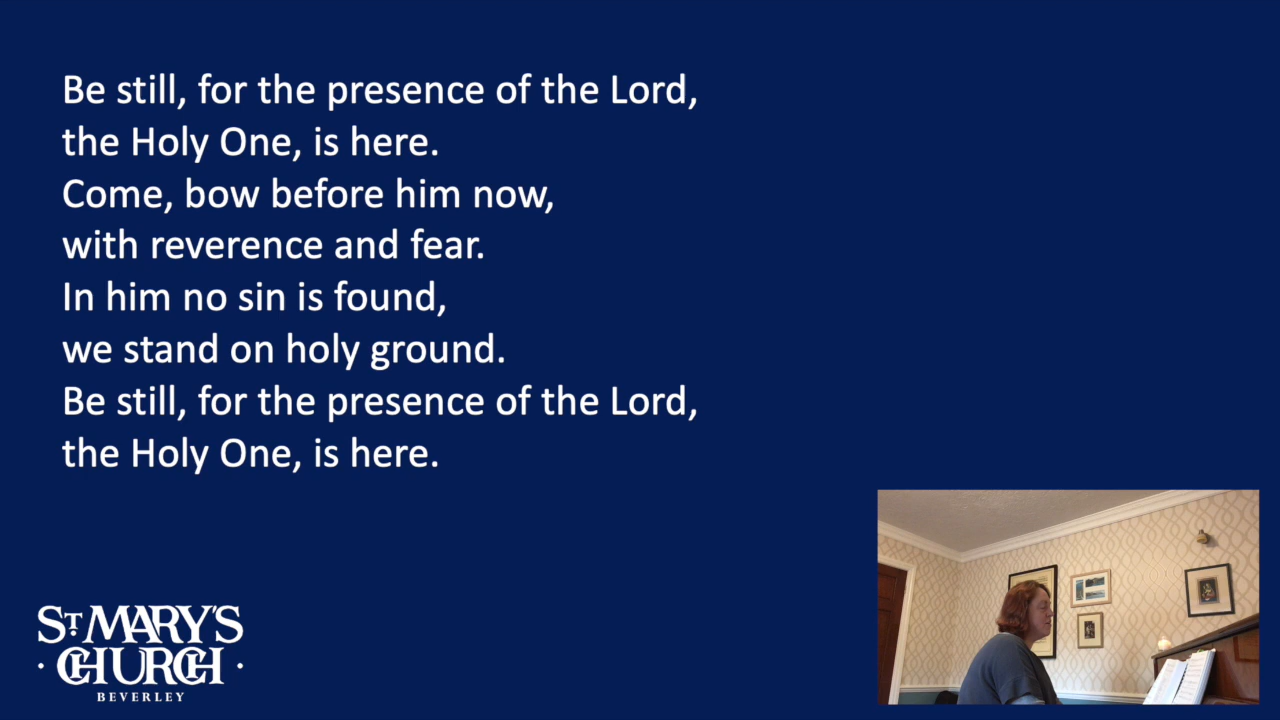 Be still, for the presence of the Lord,
the Holy One, is here.
Come, bow before him now,
with reverence and fear.
In him no sin is found,
we stand on holy ground.
Be still, for the presence of the Lord,
the Holy One, is here.
ST MARY'S
· CHURCH ·
BEVERLEY